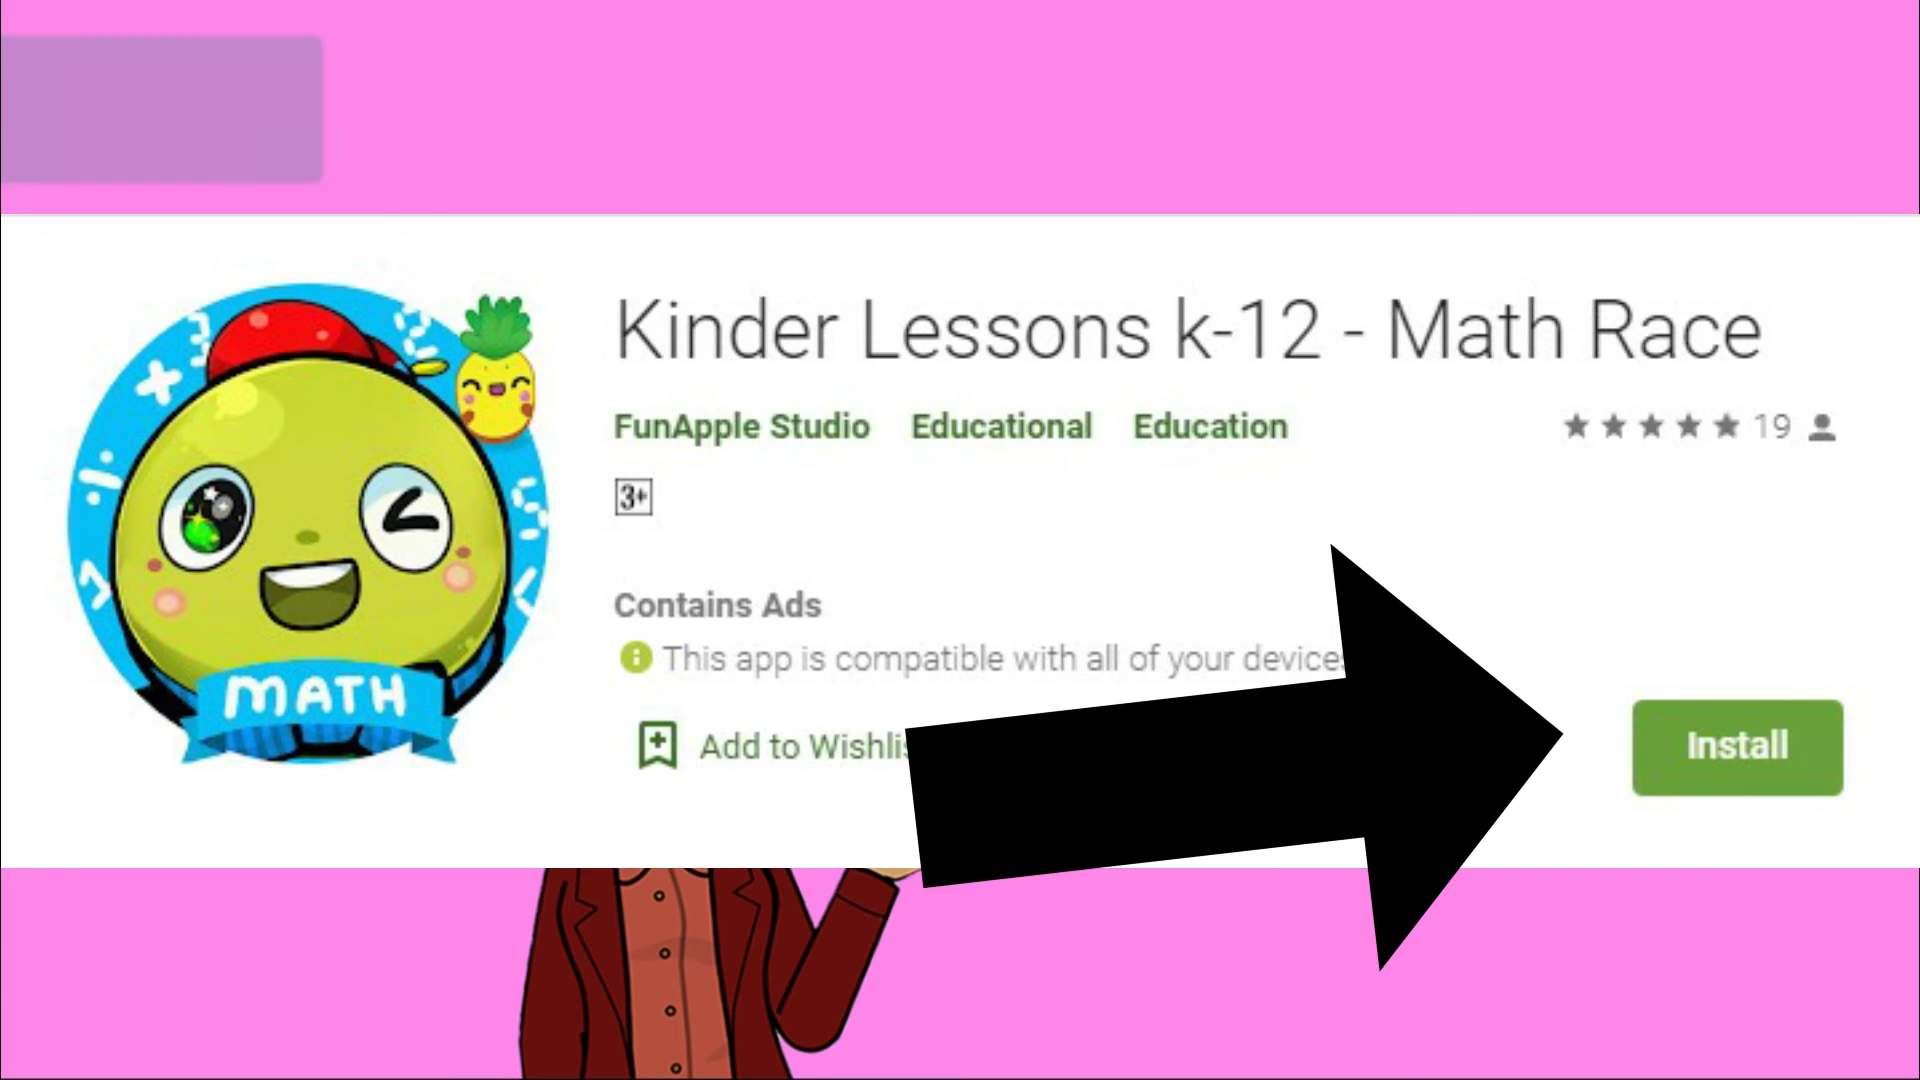 Kinder Lessons k-12 - Math Race
FunApple Studio Educational Education 19
3+
Contains Ads
This app is compatible with all of your device
MATH
Add to Wishlis
Install